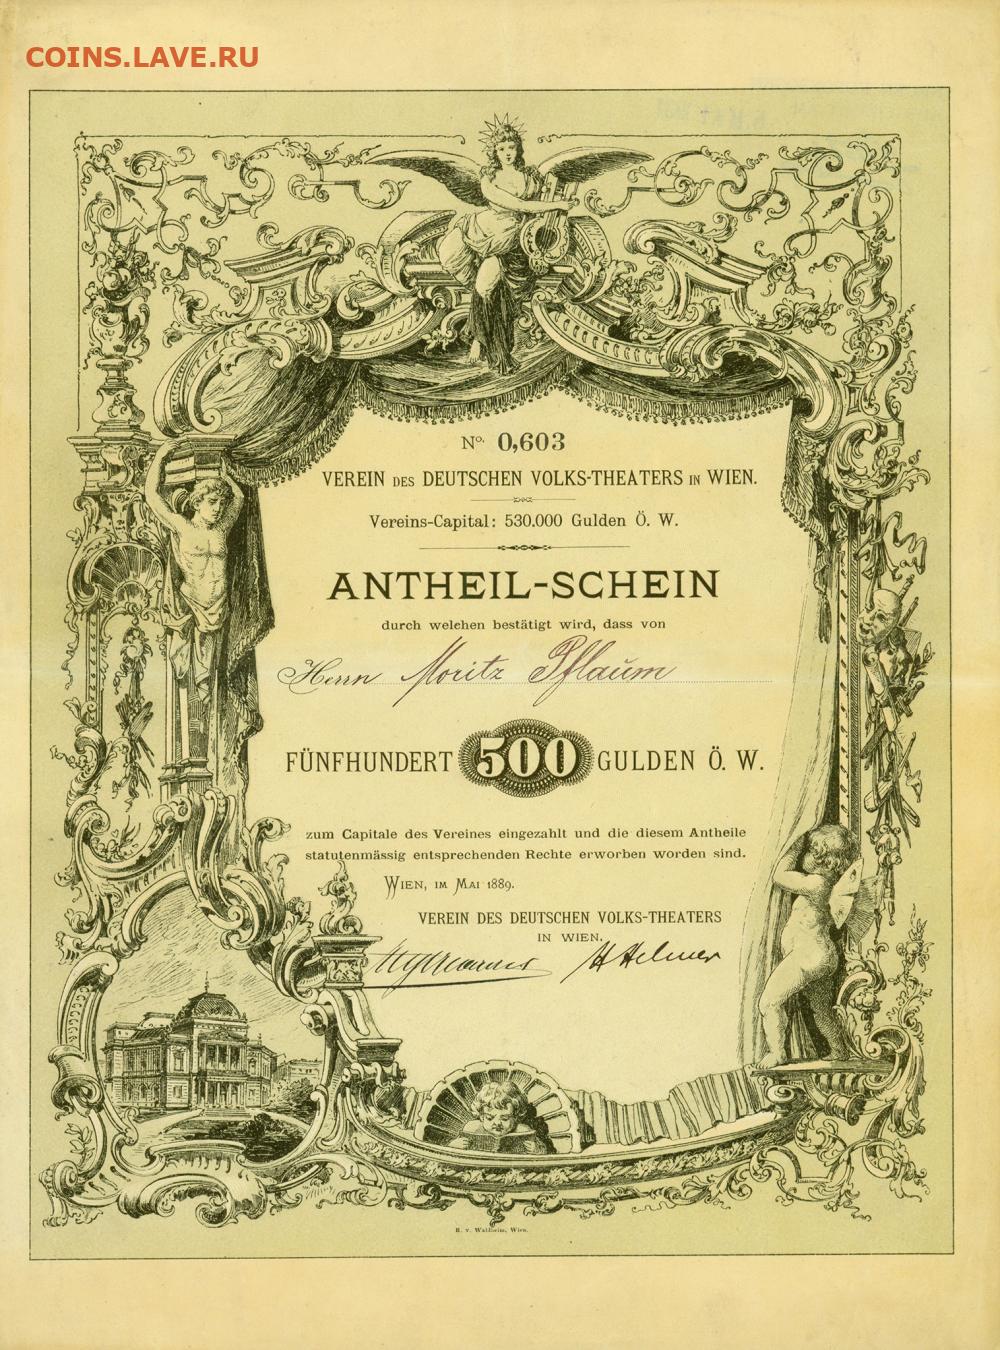 COINS.LAVE.RU
No. 0,603
VEREIN DES DEUTSCHEN VOLKS-THEATERS IN WIEN.
Vereins-Capital: 530.000 Gulden Ö. W.
ANTHEIL-SCHEIN
durch welchen bestätigt wird, dass von
Herrn Moritz Pflaum
FÜNFHUNDERT 500 GULDEN Ö. W.
zum Capitale des Vereines eingezahlt und die diesem Antheile
statutenmässig entsprechenden Rechte erworben worden sind.
WIEN, IM MAI 1889.
VEREIN DES DEUTSCHEN VOLKS-THEATERS
IN WIEN.
Helmer
R. v. Waldheim, Wien.